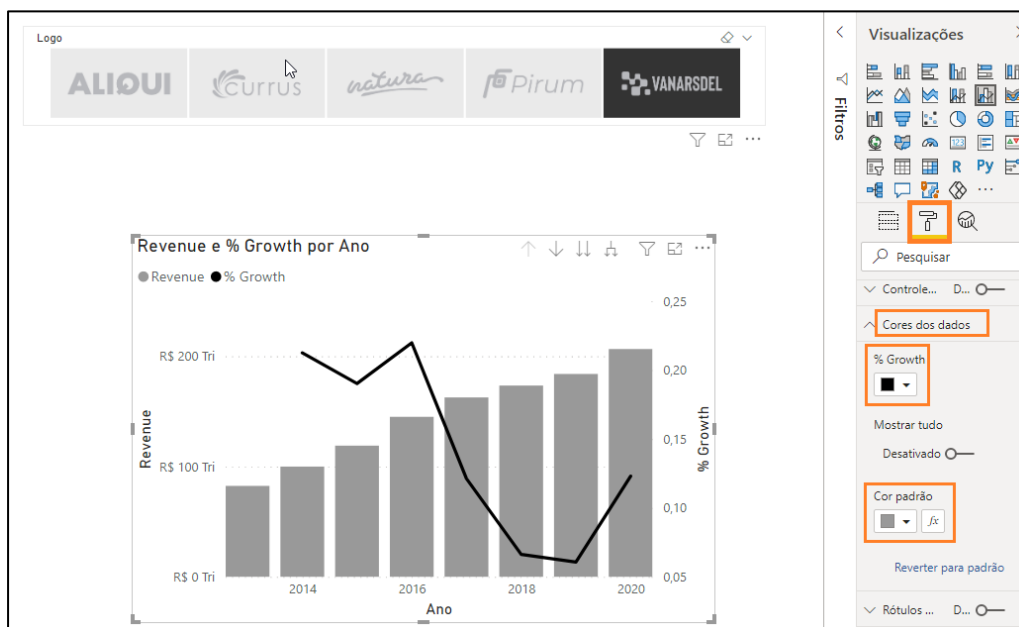 Logo
ALIQUI
Currus
natura
Pirum
VANARSDEL
Revenue e % Growth por Ano
Revenue % Growth
0,25
R$ 200 Tri
0,20
0,15
R$ 100 Tri
0,10
R$ 0 Tri
0,05
Revenue
% Growth
2014 2016 2018 2020
Ano
Filtros
Visualizações
123
R Py
Pesquisar
Controle... D...
Cores dos dados
% Growth
Mostrar tudo
Desativado
Cor padrão
fx
Reverter para padrão
Rótulos ... D...